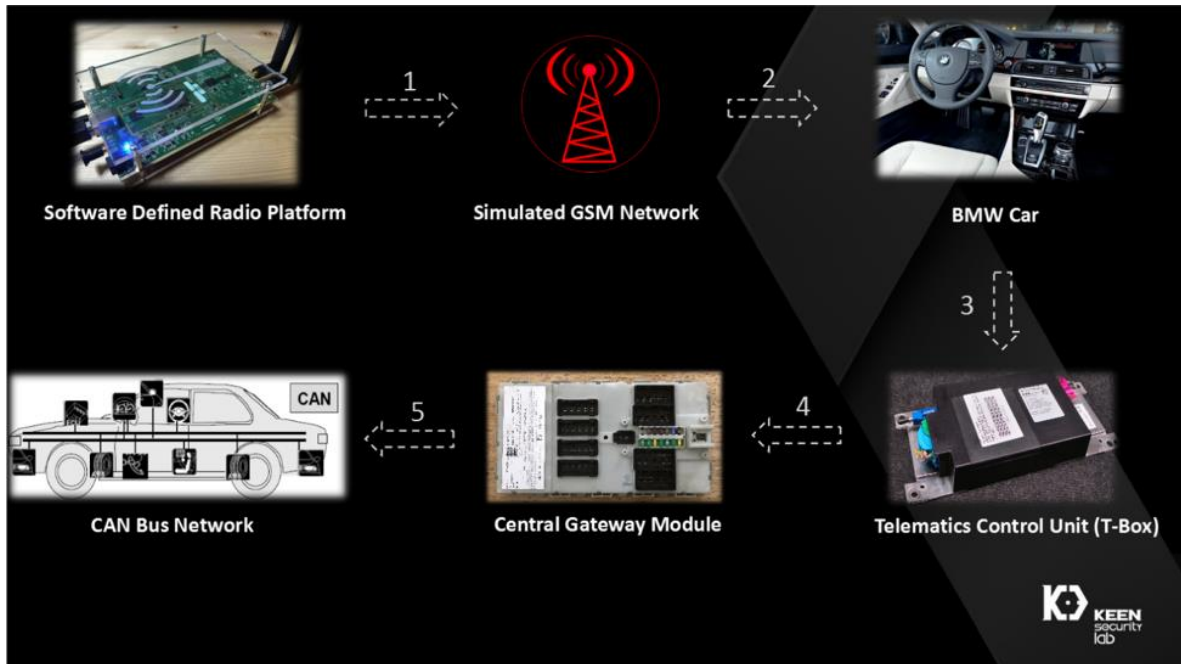 1
2
Software Defined Radio Platform
Simulated GSM Network
BMW Car
3
CAN
5
4
CAN Bus Network
Central Gateway Module
Telematics Control Unit (T-Box)
KEEN
security
lab